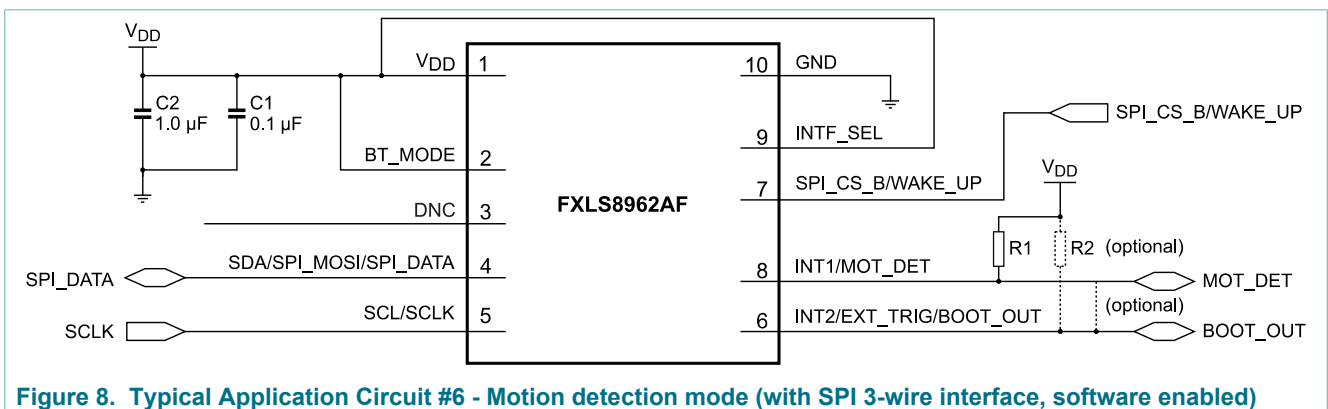 VDD
VDD
1
10
GND
C2
1.0 µF
C1
0.1 µF
SPI_CS_B/WAKE_UP
9
INTF_SEL
BT_MODE
2
VDD
7
SPI_CS_B/WAKE_UP
DNC
3
FXLS8962AF
R1
R2
(optional)
SDA/SPI_MOSI/SPI_DATA
4
8
INT1/MOT_DET
SPI_DATA
MOT_DET
(optional)
SCL/SCLK
5
6
INT2/EXT_TRIG/BOOT_OUT
SCLK
BOOT_OUT
Figure 8. Typical Application Circuit #6 - Motion detection mode (with SPI 3-wire interface, software enabled)